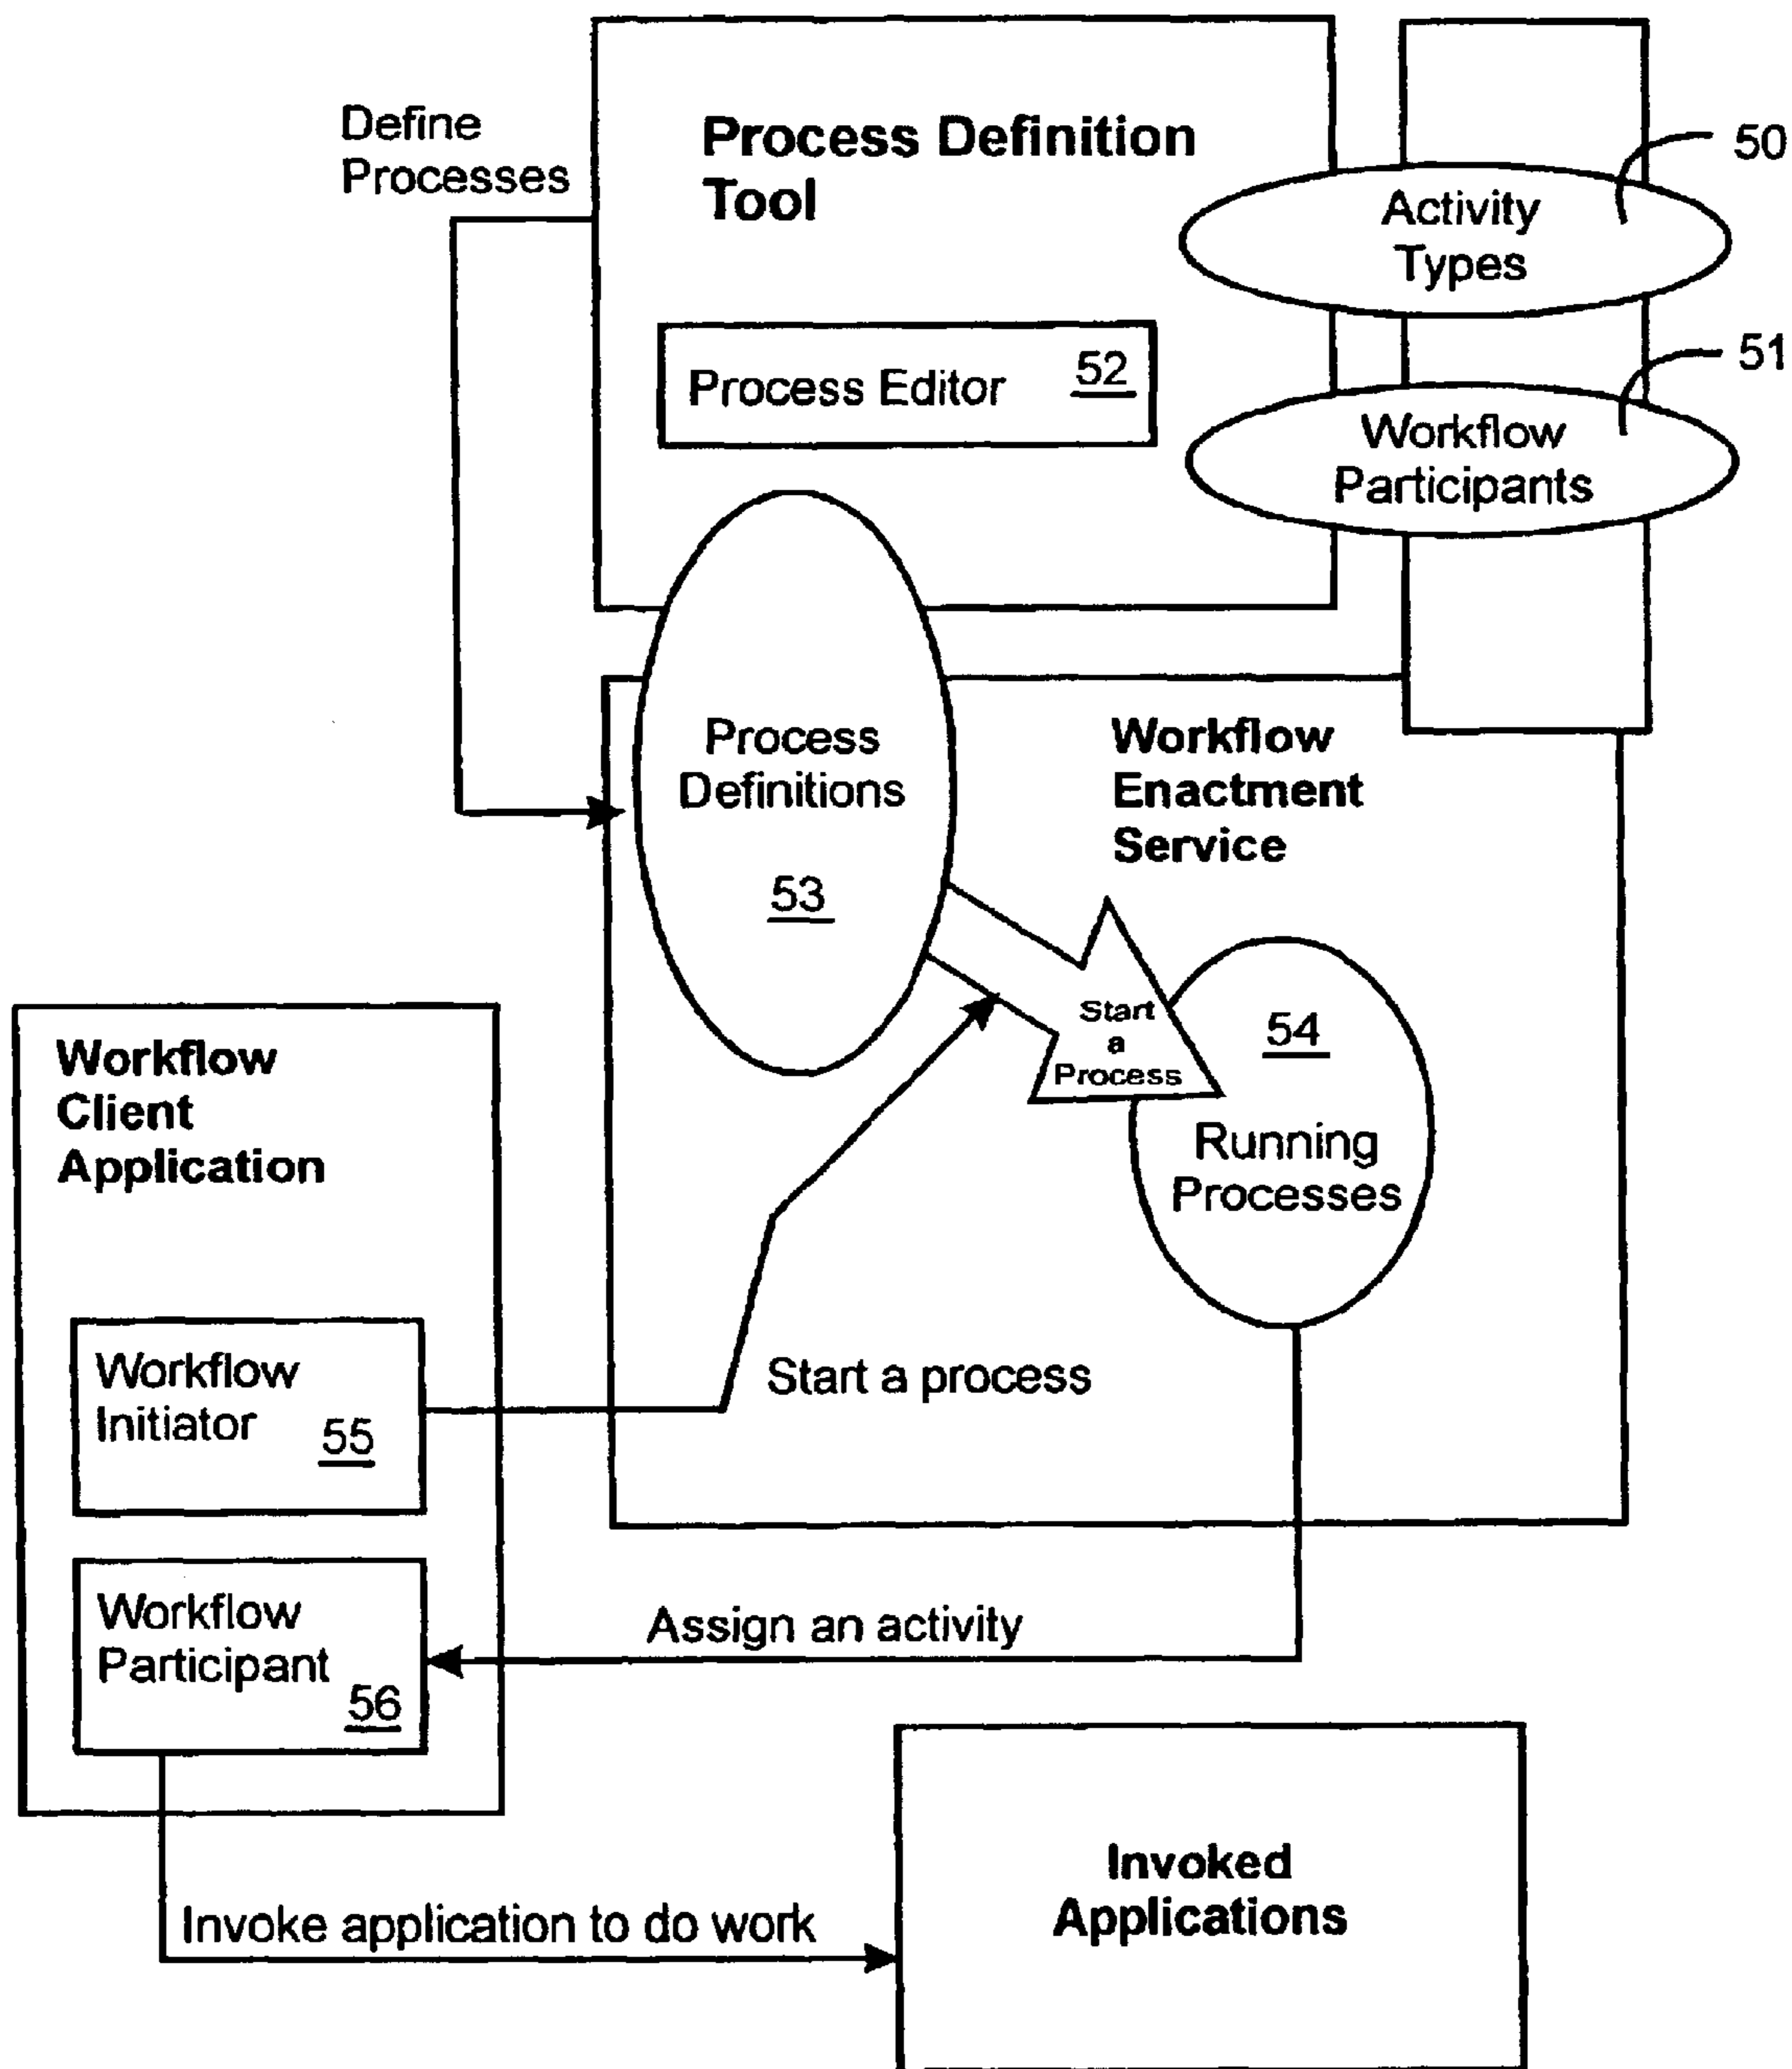 Define
Processes
Process Definition
Tool
50
Activity
Types
51
Process Editor 52
Workflow
Participants
Process
Definitions
53
Workflow
Enactment
Service
Start
a
Process
54
Running
Processes
Workflow
Client
Application
Workflow
Initiator
55
Start a process
Workflow
Participant
56
Assign an activity
Invoke application to do work
Invoked
Applications